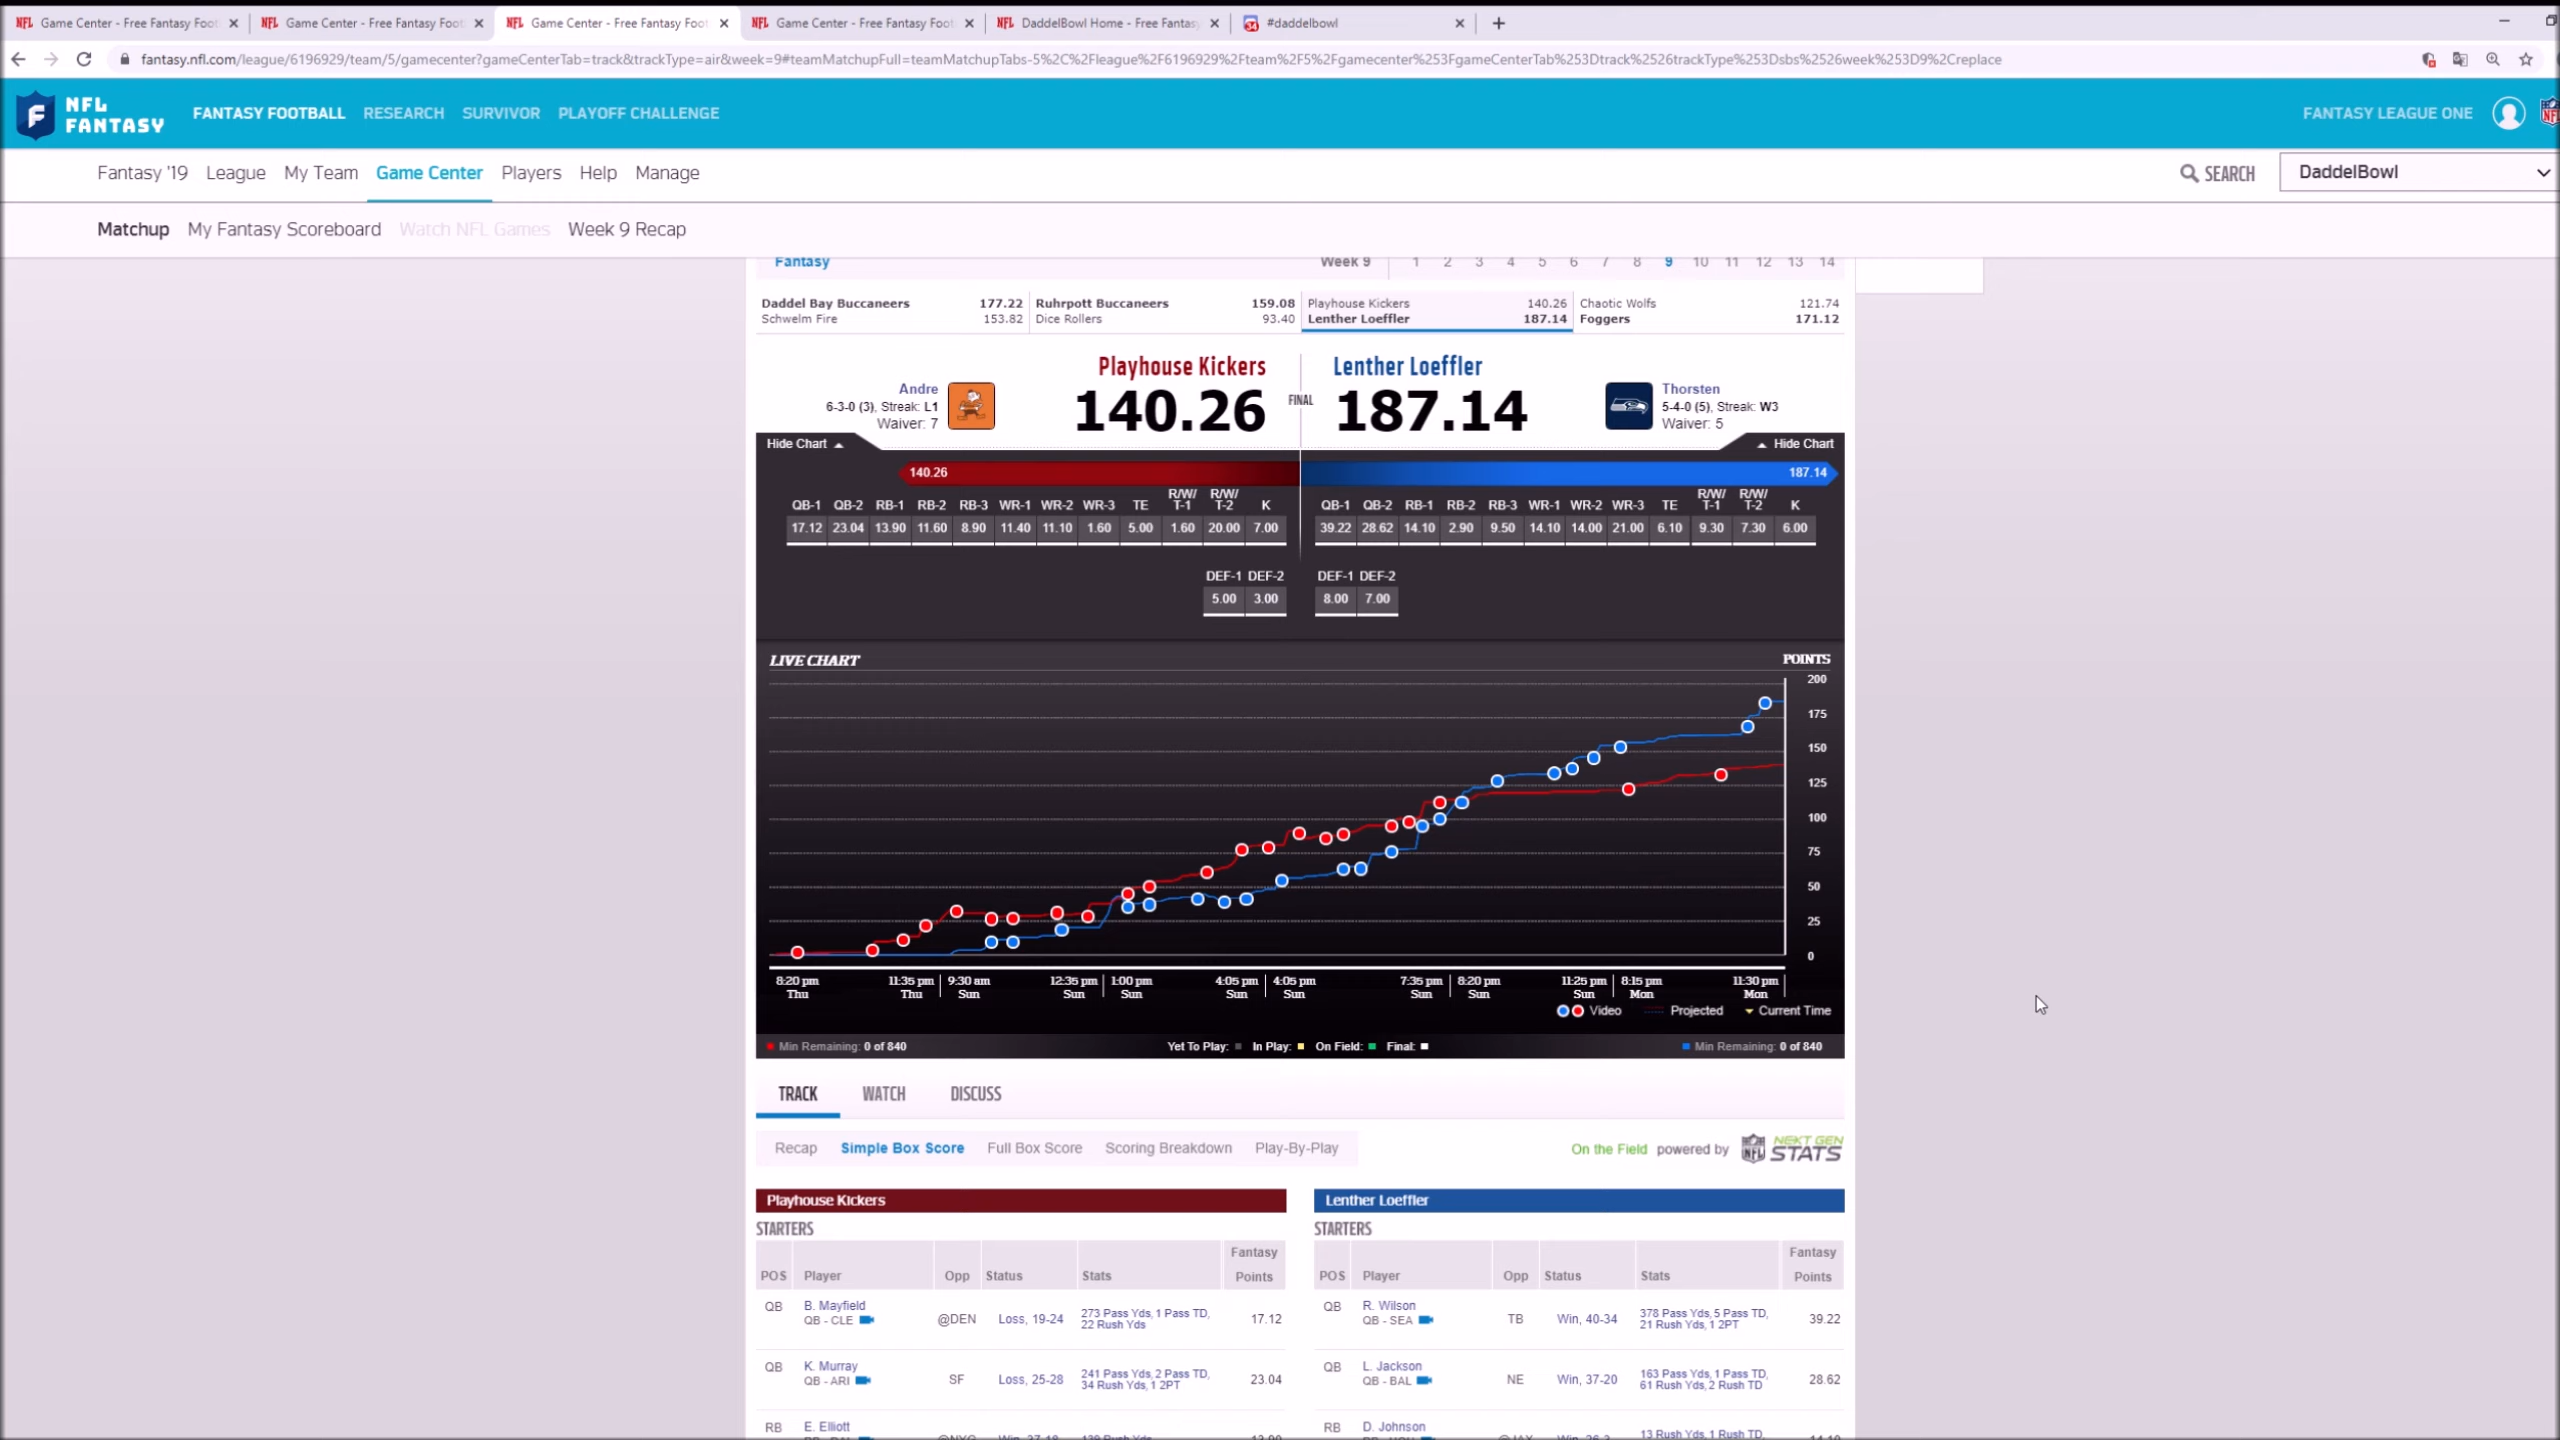 Game Center - Free Fantasy Foot
Game Center - Free Fantasy Foot
Game Center - Free Fantasy Foot
Game Center - Free Fantasy Foot
DaddelBowl Home - Free Fantasy
#daddelbowl
fantasy.nfl.com/league/6196929/team/5/gamecenter?gameCenterTab=track&trackType=air&week=9#teamMatchupFull=teamMatchupTabs-5%2C%2Fleague%2F6196929%2Fteam%2F5%2Fgamecenter%253FgameCenterTab%253Dtrack%2526trackType%253Dsbs%2526week%253D9%2Creplace
NFL FANTASY
FANTASY FOOTBALL RESEARCH SURVIVOR PLAYOFF CHALLENGE
FANTASY LEAGUE ONE
Fantasy '19 League My Team Game Center Players Help Manage
SEARCH
DaddelBowl
Matchup My Fantasy Scoreboard Watch NFL Games Week 9 Recap
Fantasy Week 9 1 2 3 4 5 6 7 8 9 10 11 12 13 14
Daddel Bay Buccaneers 177.22 Ruhrpott Buccaneers 159.08 Playhouse Kickers 140.26 Chaotic Wolfs 121.74
Schwelm Fire 153.82 Dice Rollers 93.40 Lenther Loeffler 187.14 Foggers 171.12
Playhouse Kickers Lenther Loeffler
Andre
6-3-0 (3), Streak: L1
Waiver: 7
140.26 FINAL 187.14
Thorsten
5-4-0 (5), Streak: W3
Waiver: 5
Hide Chart Hide Chart
140.26 187.14
QB-1 QB-2 RB-1 RB-2 RB-3 WR-1 WR-2 WR-3 TE R/W/T-1 R/W/T-2 K
17.12 23.04 13.90 11.60 8.90 11.40 11.10 1.60 5.00 1.60 20.00 7.00
QB-1 QB-2 RB-1 RB-2 RB-3 WR-1 WR-2 WR-3 TE R/W/T-1 R/W/T-2 K
39.22 28.62 14.10 2.90 9.50 14.10 14.00 21.00 6.10 9.30 7.30 6.00
DEF-1 DEF-2 DEF-1 DEF-2
5.00 3.00 8.00 7.00
LIVE CHART POINTS
200
175
150
125
100
75
50
25
0
8:20 pm 11:35 pm 9:30 am 12:35 pm 1:00 pm 4:05 pm 4:05 pm 7:35 pm 8:20 pm 11:25 pm 8:15 pm 11:30 pm
Thu Thu Sun Sun Sun Sun Sun Sun Sun Sun Mon Mon
Video Projected Current Time
Min Remaining: 0 of 840 Yet To Play: In Play: On Field: Final: Min Remaining: 0 of 840
TRACK WATCH DISCUSS
Recap Simple Box Score Full Box Score Scoring Breakdown Play-By-Play
On the Field powered by NFL NEXT GEN STATS
Playhouse Kickers
STARTERS
POS Player Opp Status Stats Fantasy Points
QB B. Mayfield QB - CLE @DEN Loss, 19-24 273 Pass Yds, 1 Pass TD, 22 Rush Yds 17.12
QB K. Murray QB - ARI SF Loss, 25-28 241 Pass Yds, 2 Pass TD, 34 Rush Yds, 1 2PT 23.04
RB E. Elliott
Lenther Loeffler
STARTERS
POS Player Opp Status Stats Fantasy Points
QB R. Wilson QB - SEA TB Win, 40-34 378 Pass Yds, 5 Pass TD, 21 Rush Yds, 1 2PT 39.22
QB L. Jackson QB - BAL NE Win, 37-20 163 Pass Yds, 1 Pass TD, 61 Rush Yds, 2 Rush TD 28.62
RB D. Johnson 13 Rush Yds, 1 Rush TD,